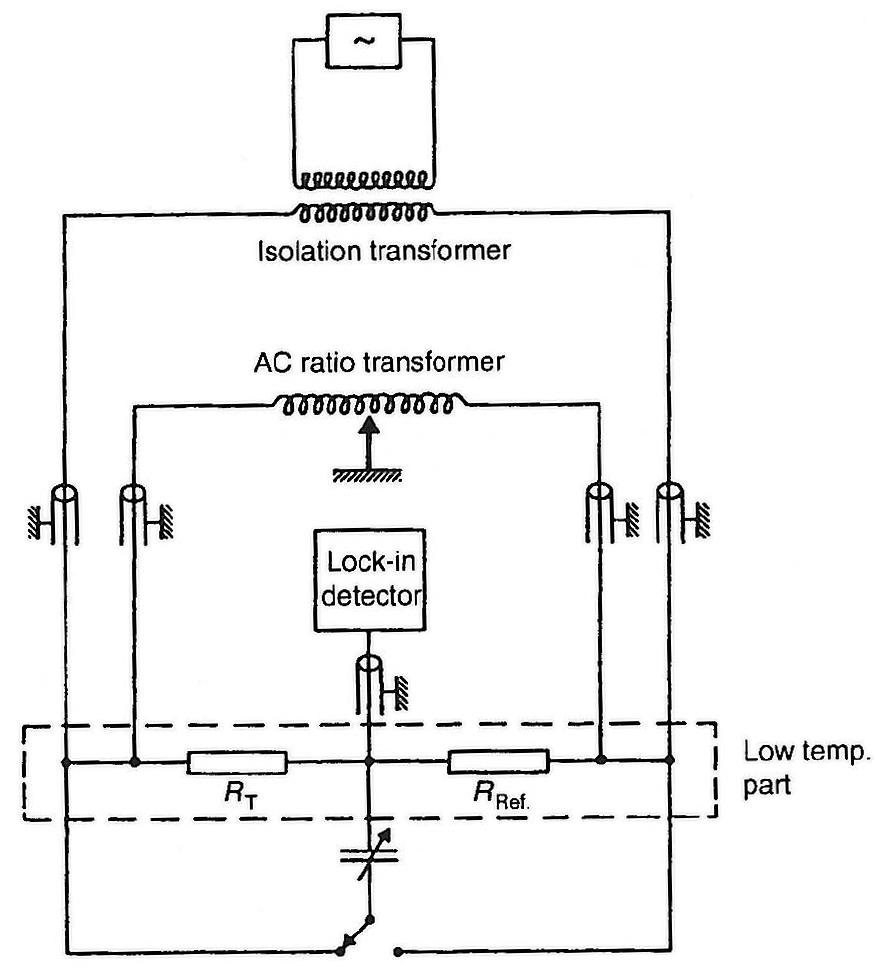 ~
Isolation transformer
AC ratio transformer
Lock-in
detector
Low temp.
part
R_T
R_Ref.